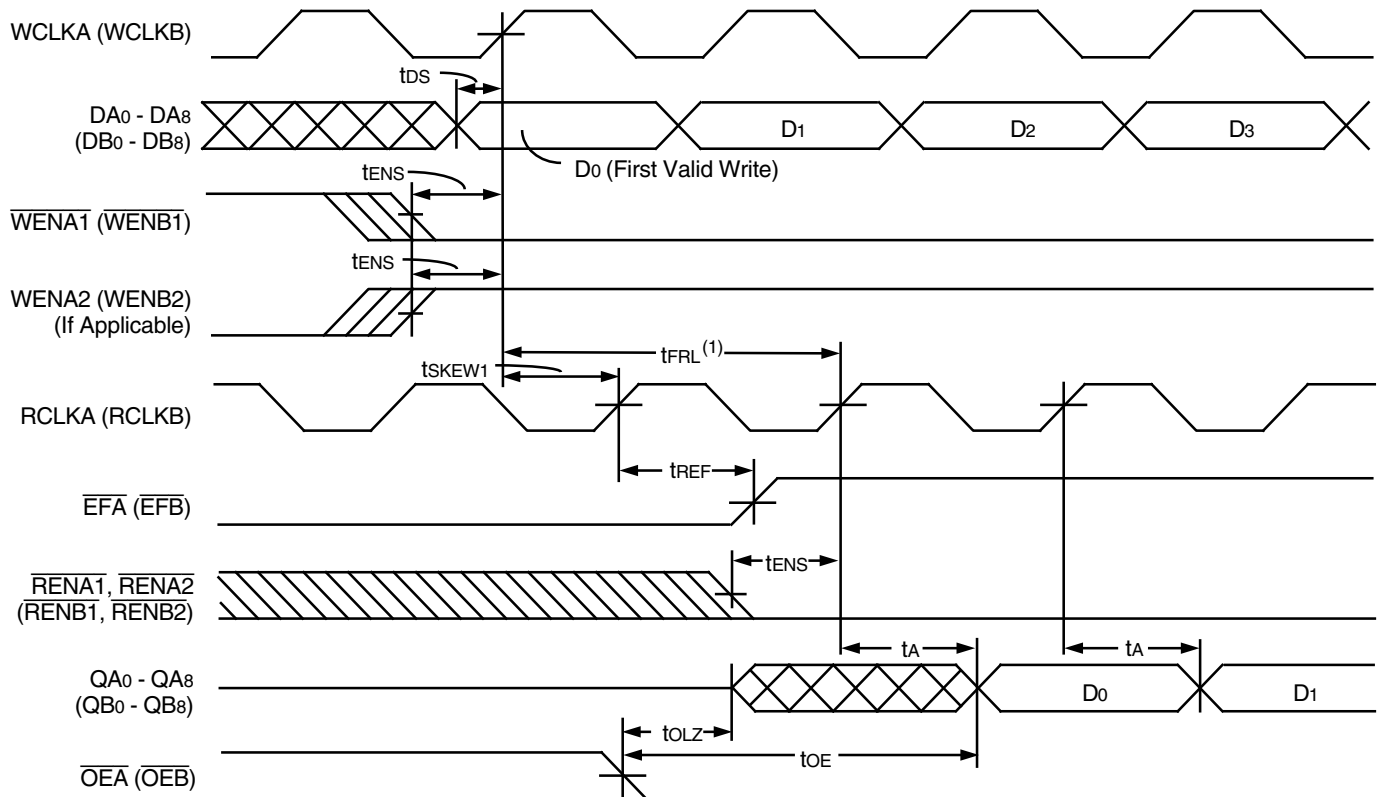 WCLKA (WCLKB)
tDS
DA0 - DA8
(DB0 - DB8)
D1
D2
D3
D0 (First Valid Write)
tENS
WENA1 (WENB1)
tENS
WENA2 (WENB2)
(If Applicable)
tFRL(1)
tSKEW1
RCLKA (RCLKB)
tREF
EFA (EFB)
tENS
RENA1, RENA2
(RENB1, RENB2)
tA
tA
QA0 - QA8
(QB0 - QB8)
D0
D1
tOLZ
tOE
OEA (OEB)